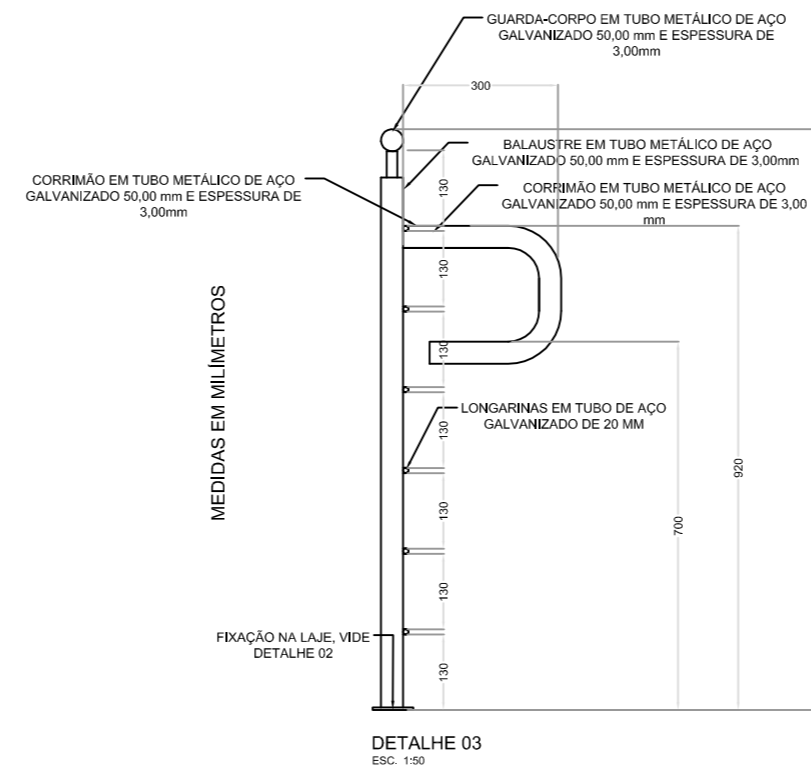 GUARDA-CORPO EM TUBO METÁLICO DE AÇO
GALVANIZADO 50,00 mm E ESPESSURA DE
3,00mm
300
BALAUSTRE EM TUBO METÁLICO DE AÇO
GALVANIZADO 50,00 mm E ESPESSURA DE 3,00mm
CORRIMÃO EM TUBO METÁLICO DE AÇO
GALVANIZADO 50,00 mm E ESPESSURA DE
3,00mm
CORRIMÃO EM TUBO METÁLICO DE AÇO
GALVANIZADO 50,00 mm E ESPESSURA DE 3,00
mm
130
130
130
130
130
130
130
MEDIDAS EM MILÍMETROS
LONGARINAS EM TUBO DE AÇO
GALVANIZADO DE 20 MM
920
700
FIXAÇÃO NA LAJE, VIDE
DETALHE 02
DETALHE 03
ESC. 1:50